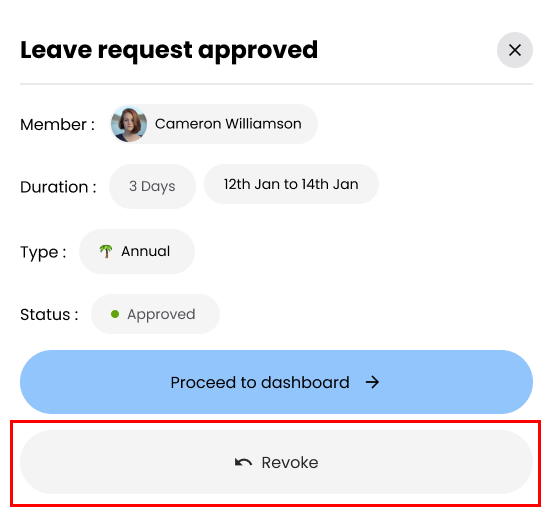 Leave request approved
Member : Cameron Williamson
Duration : 3 Days 12th Jan to 14th Jan
Type : Annual
Status : Approved
Proceed to dashboard
Revoke